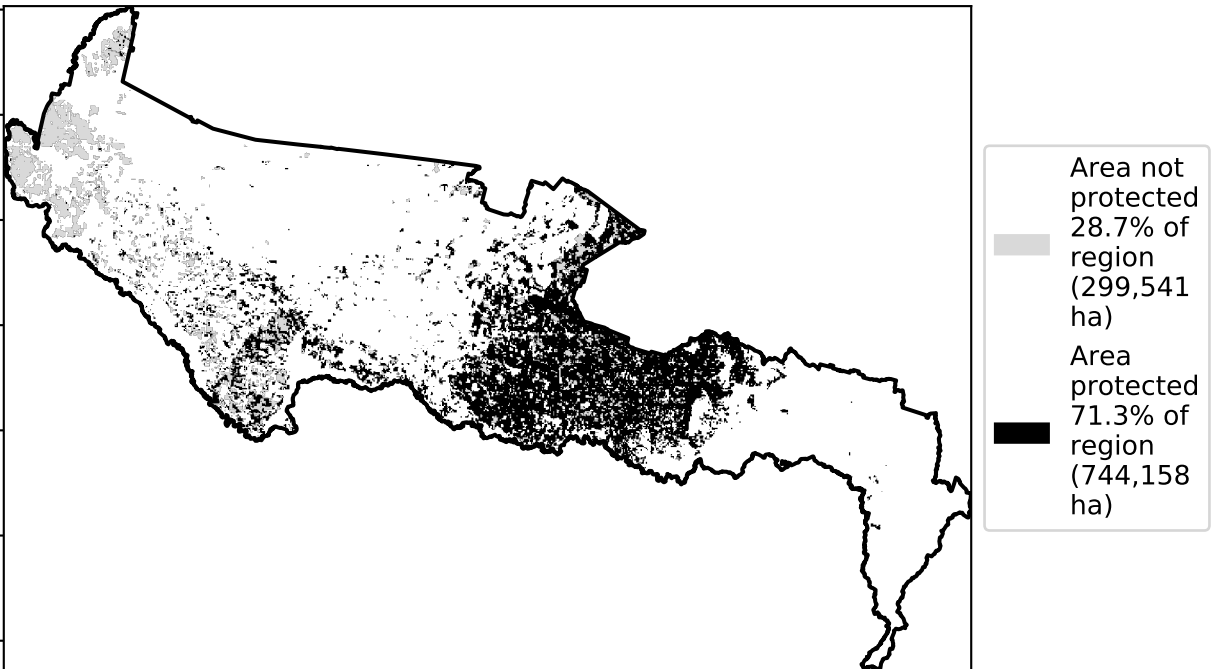 Area not
protected
28.7% of
region
(299,541
ha)
Area
protected
71.3% of
region
(744,158
ha)